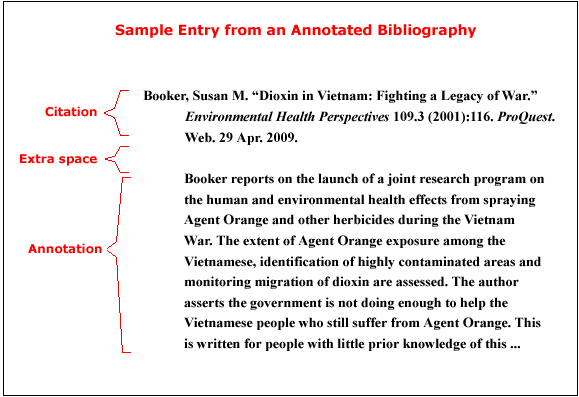 Sample Entry from an Annotated Bibliography
Citation
Booker, Susan M. “Dioxin in Vietnam: Fighting a Legacy of War.”
Environmental Health Perspectives 109.3 (2001):116. ProQuest.
Web. 29 Apr. 2009.
Extra space
Annotation
Booker reports on the launch of a joint research program on
the human and environmental health effects from spraying
Agent Orange and other herbicides during the Vietnam
War. The extent of Agent Orange exposure among the
Vietnamese, identification of highly contaminated areas and
monitoring migration of dioxin are assessed. The author
asserts the government is not doing enough to help the
Vietnamese people who still suffer from Agent Orange. This
is written for people with little prior knowledge of this ...